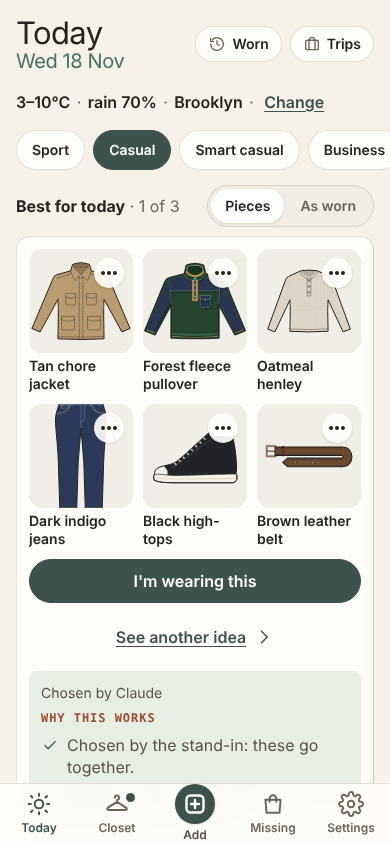 Today
Wed 18 Nov
Worn
Trips
3–10°C · rain 70% · Brooklyn · Change
Sport
Casual
Smart casual
Business
Best for today · 1 of 3
Pieces
As worn
Tan chore
jacket
Forest fleece
pullover
Oatmeal
henley
Dark indigo
jeans
Black high-
tops
Brown leather
belt
I'm wearing this
See another idea
Chosen by Claude
WHY THIS WORKS
Chosen by the stand-in: these go
together.
Today
Closet
Add
Missing
Settings